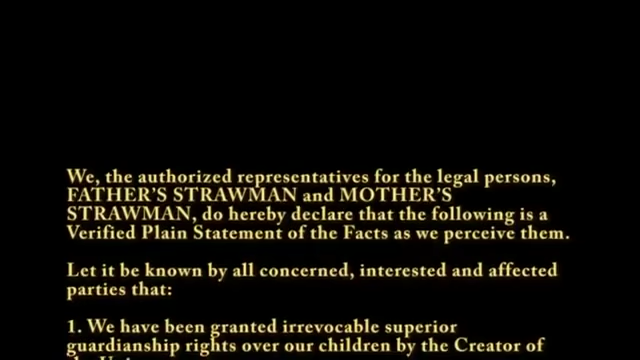 We, the authorized representatives for the legal persons,
FATHER'S STRAWMAN and MOTHER'S
STRAWMAN, do hereby declare that the following is a
Verified Plain Statement of the Facts as we perceive them.
Let it be known by all concerned, interested and affected
parties that:
1. We have been granted irrevocable superior
guardianship rights over our children by the Creator of